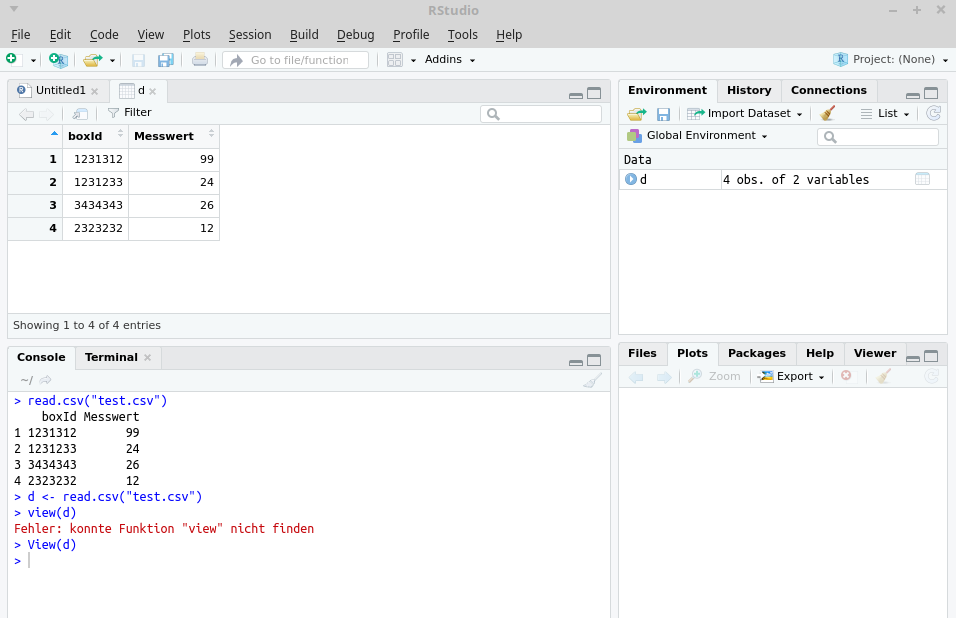 RStudio
File Edit Code View Plots Session Build Debug Profile Tools Help
Go to file/function Addins Project: (None)
Untitled1 d
Filter
boxId Messwert
1 1231312 99
2 1231233 24
3 3434343 26
4 2323232 12
Showing 1 to 4 of 4 entries
Console Terminal
~/
> read.csv("test.csv")
boxId Messwert
1 1231312 99
2 1231233 24
3 3434343 26
4 2323232 12
> d <- read.csv("test.csv")
> view(d)
Fehler: konnte Funktion "view" nicht finden
> View(d)
>
Environment History Connections
Import Dataset List
Global Environment
Data
d 4 obs. of 2 variables
Files Plots Packages Help Viewer
Zoom Export